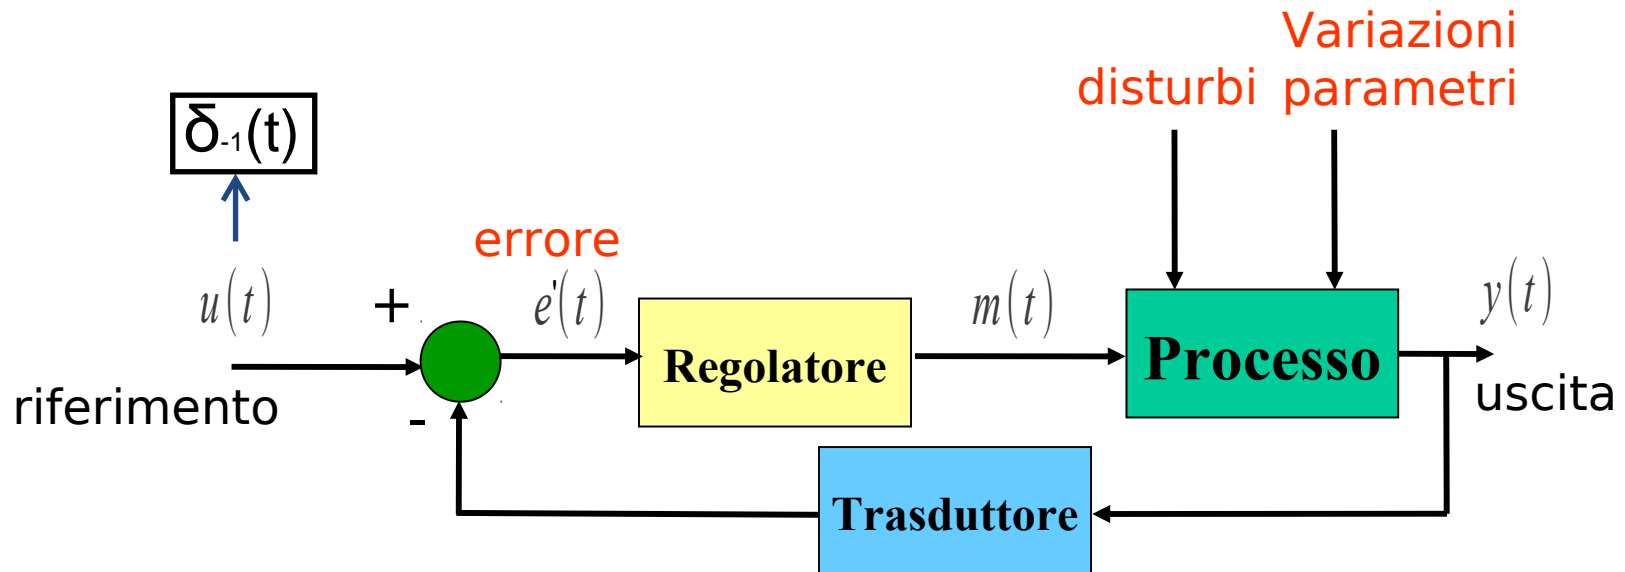 Variazioni
disturbi parametri
δ-1(t)
errore
u(t)
+
e'(t)
m(t)
y(t)
Regolatore
Processo
riferimento
-
uscita
Trasduttore